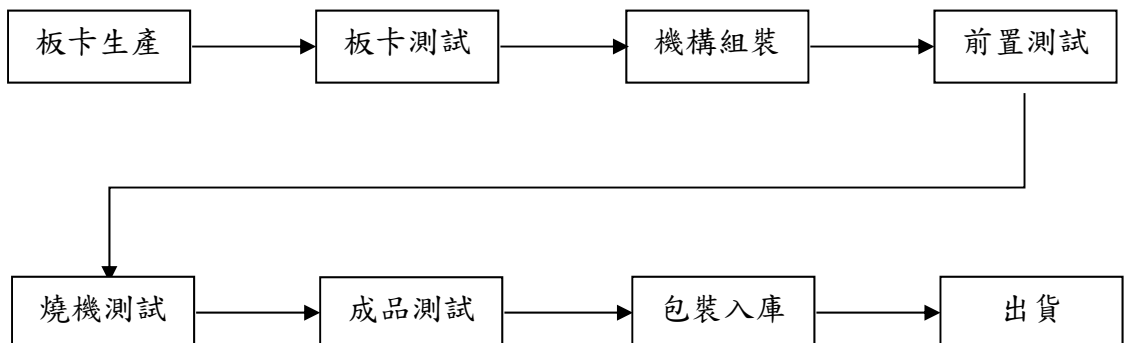 板卡生產
板卡測試
機構組裝
前置測試
燒機測試
成品測試
包裝入庫
出貨